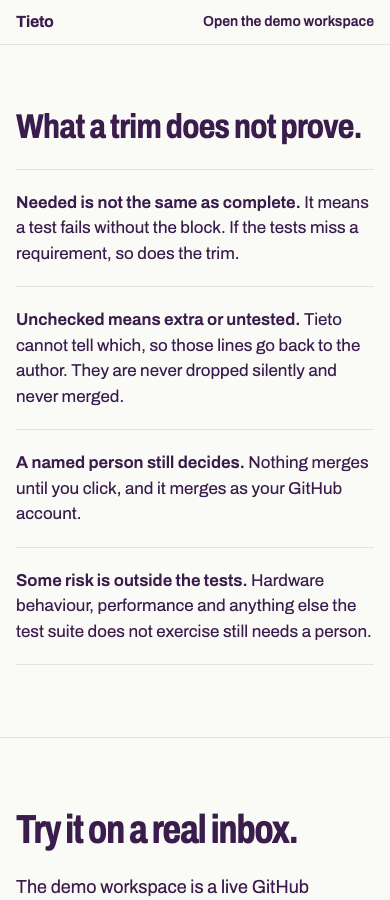 Tieto
Open the demo workspace
What a trim does not prove.
Needed is not the same as complete. It means
a test fails without the block. If the tests miss a
requirement, so does the trim.
Unchecked means extra or untested. Tieto
cannot tell which, so those lines go back to the
author. They are never dropped silently and
never merged.
A named person still decides. Nothing merges
until you click, and it merges as your GitHub
account.
Some risk is outside the tests. Hardware
behaviour, performance and anything else the
test suite does not exercise still needs a person.
Try it on a real inbox.
The demo workspace is a live GitHub